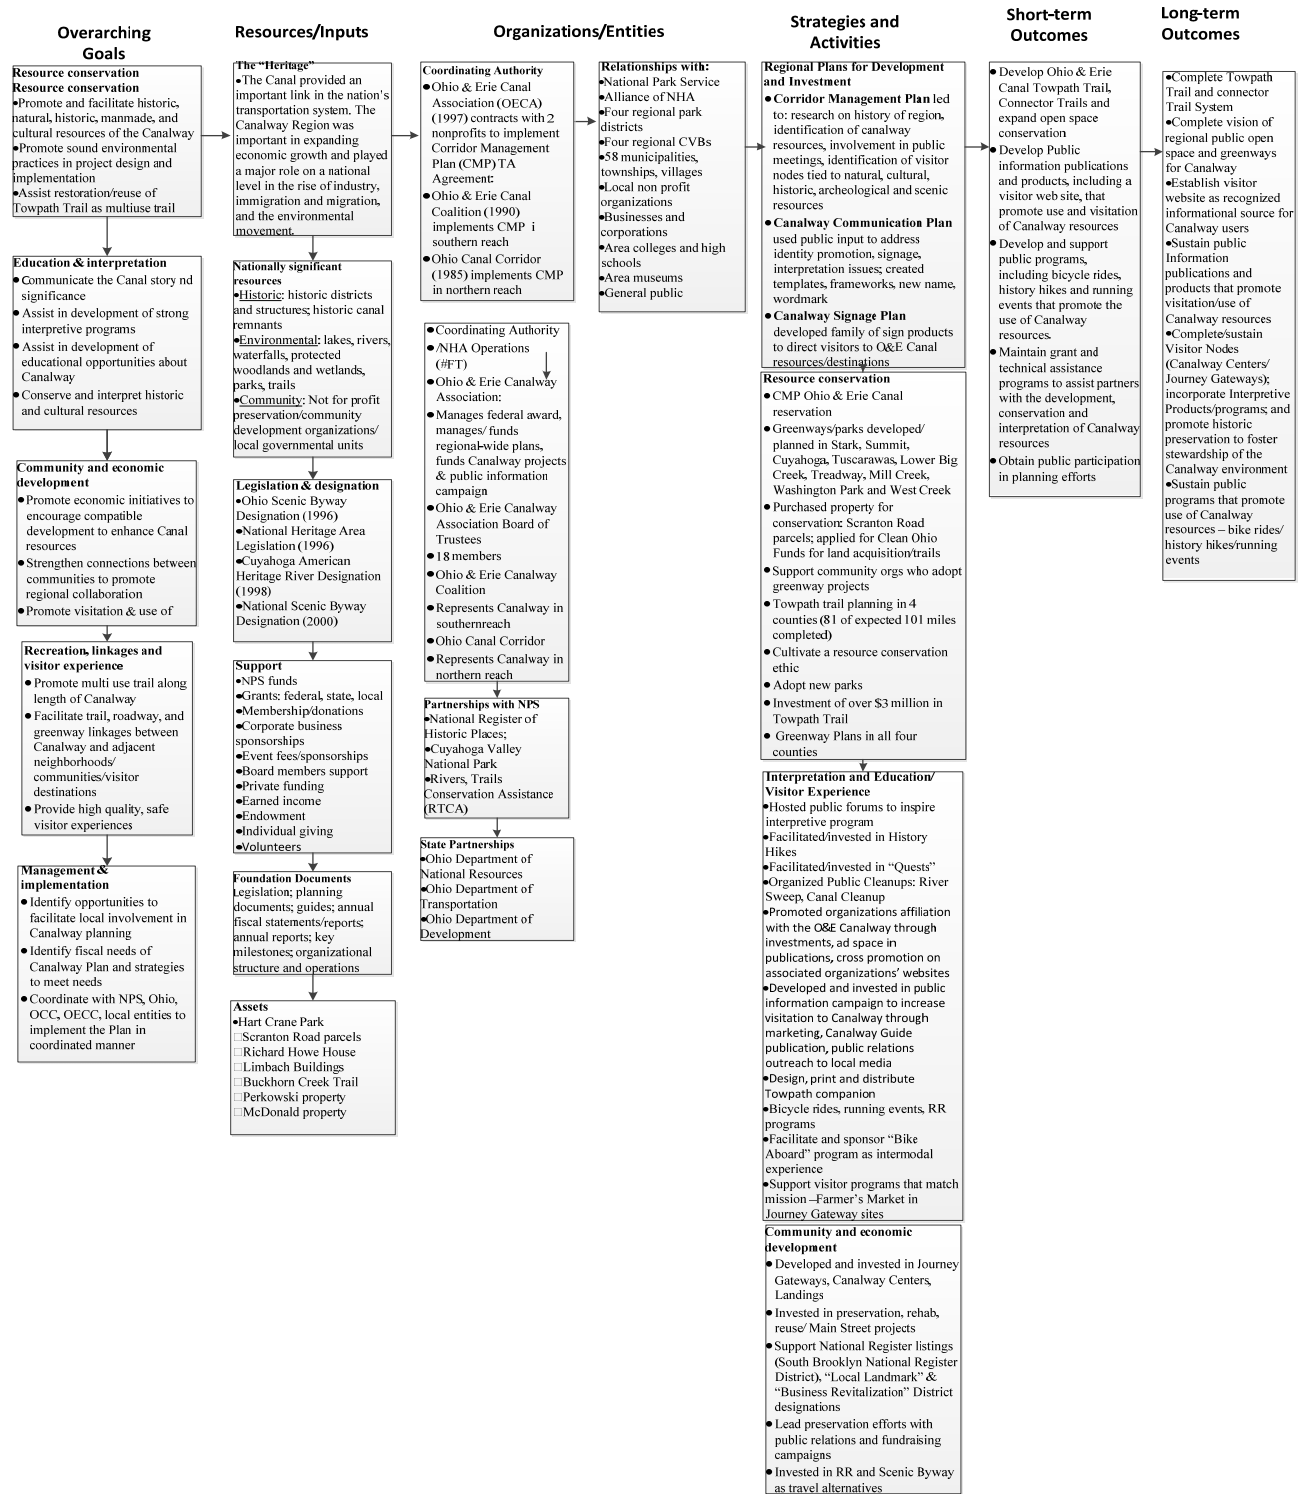 Overarching
Goals
Resource conservation
Resource conservation
•Promote and facilitate historic,
natural, historic, manmade, and
cultural resources of the Canalway
•Promote sound environmental
practices in project design and
implementation
•Assist restoration/reuse of
Towpath Trail as multiuse trail
Education & interpretation
• Communicate the Canal story nd
significance
• Assist in development of strong
interpretive programs
• Assist in development of
educational opportunities about
Canalway
• Conserve and interpret historic
and cultural resources
Community and economic
development
• Promote economic initiatives to
encourage compatible
development to enhance Canal
resources
• Strengthen connections between
communities to promote
regional collaboration
• Promote visitation & use of
Recreation, linkages and
visitor experience
• Promote multi use trail along
length of Canalway
• Facilitate trail, roadway, and
greenway linkages between
Canalway and adjacent
neighborhoods/
communities/visitor
destinations
• Provide high quality, safe
visitor experiences
Management &
implementation
• Identify opportunities to
facilitate local involvement in
Canalway planning
• Identify fiscal needs of
Canalway Plan and strategies
to meet needs
• Coordinate with NPS, Ohio,
OCC, OECC, local entities to
implement the Plan in
coordinated manner
Resources/Inputs
The “Heritage”
•The Canal provided an
important link in the nation's
transportation system. The
Canalway Region was
important in expanding
economic growth and played
a major role on a national
level in the rise of industry,
immigration and migration,
and the environmental
movement.
Nationally significant
resources
•Historic: historic districts
and structures; historic canal
remnants
•Environmental: lakes, rivers,
waterfalls, protected
woodlands and wetlands,
parks, trails
•Community: Not for profit
preservation/community
development organizations/
local governmental units
Legislation & designation
•Ohio Scenic Byway
Designation (1996)
•National Heritage Area
Legislation (1996)
•Cuyahoga American
Heritage River Designation
(1998)
•National Scenic Byway
Designation (2000)
Support
•NPS funds
•Grants: federal, state, local
•Membership/donations
•Corporate business
sponsorships
•Event fees/sponsorships
•Board members support
•Private funding
•Earned income
•Endowment
•Individual giving
•Volunteers
Foundation Documents
Legislation; planning
documents; guides; annual
fiscal statements/reports;
annual reports; key
milestones; organizational
structure and operations
Assets
•Hart Crane Park
□Scranton Road parcels
□Richard Howe House
□Limbach Buildings
□Buckhorn Creek Trail
□Perkowski property
□McDonald property
Organizations/Entities
Coordinating Authority
• Ohio & Erie Canal
Association (OECA)
(1997) contracts with 2
nonprofits to implement
Corridor Management
Plan (CMP) TA
Agreement:
• Ohio & Erie Canal
Coalition (1990)
implements CMP i
southern reach
• Ohio Canal Corridor
(1985) implements CMP
in northern reach
• Coordinating Authority
• /NHA Operations
(#FT)
• Ohio & Erie Canalway
Association:
• Manages federal award,
manages/ funds
regional-wide plans,
funds Canalway projects
& public information
campaign
• Ohio & Erie Canalway
Association Board of
Trustees
• 18 members
• Ohio & Erie Canalway
Coalition
• Represents Canalway in
southernreach
• Ohio Canal Corridor
• Represents Canalway in
northern reach
Partnerships with NPS
•National Register of
Historic Places;
•Cuyahoga Valley
National Park
•Rivers, Trails
Conservation Assistance
(RTCA)
State Partnerships
•Ohio Department of
National Resources
•Ohio Department of
Transportation
•Ohio Department of
Development
Relationships with:
•National Park Service
•Alliance of NHA
•Four regional park
districts
•Four regional CVBs
•58 municipalities,
townships, villages
•Local non profit
organizations
•Businesses and
corporations
•Area colleges and high
schools
•Area museums
•General public
Strategies and
Activities
Regional Plans for Development
and Investment
• Corridor Management Plan led
to: research on history of region,
identification of canalway
resources, involvement in public
meetings, identification of visitor
nodes tied to natural, cultural,
historic, archeological and scenic
resources
• Canalway Communication Plan
used public input to address
identity promotion, signage,
interpretation issues; created
templates, frameworks, new name,
wordmark
• Canalway Signage Plan
developed family of sign products
to direct visitors to O&E Canal
resources/destinations
Resource conservation
• CMP Ohio & Erie Canal
reservation
• Greenways/parks developed/
planned in Stark, Summit,
Cuyahoga, Tuscarawas, Lower Big
Creek, Treadway, Mill Creek,
Washington Park and West Creek
• Purchased property for
conservation: Scranton Road
parcels; applied for Clean Ohio
Funds for land acquisition/trails
• Support community orgs who adopt
greenway projects
• Towpath trail planning in 4
counties (81 of expected 101 miles
completed)
• Cultivate a resource conservation
ethic
• Adopt new parks
• Investment of over $3 million in
Towpath Trail
• Greenway Plans in all four
counties
Interpretation and Education/
Visitor Experience
•Hosted public forums to inspire
interpretive program
•Facilitated/invested in History
Hikes
•Facilitated/invested in “Quests”
•Organized Public Cleanups: River
Sweep, Canal Cleanup
•Promoted organizations affiliation
with the O&E Canalway through
investments, ad space in
publications, cross promotion on
associated organizations’ websites
•Developed and invested in public
information campaign to increase
visitation to Canalway through
marketing, Canalway Guide
publication, public relations
outreach to local media
•Design, print and distribute
Towpath companion
•Bicycle rides, running events, RR
programs
•Facilitate and sponsor “Bike
Aboard” program as intermodal
experience
•Support visitor programs that match
mission –Farmer’s Market in
Journey Gateway sites
Community and economic
development
• Developed and invested in Journey
Gateways, Canalway Centers,
Landings
• Invested in preservation, rehab,
reuse/ Main Street projects
• Support National Register listings
(South Brooklyn National Register
District), “Local Landmark” &
“Business Revitalization” District
designations
• Lead preservation efforts with
public relations and fundraising
campaigns
• Invested in RR and Scenic Byway
as travel alternatives
Short-term
Outcomes
• Develop Ohio & Erie
Canal Towpath Trail,
Connector Trails and
expand open space
conservation
• Develop Public
information publications
and products, including a
visitor web site, that
promote use and visitation
of Canalway resources
• Develop and support
public programs,
including bicycle rides,
history hikes and running
events that promote the
use of Canalway
resources.
• Maintain grant and
technical assistance
programs to assist partners
with the development,
conservation and
interpretation of Canalway
resources
• Obtain public participation
in planning efforts
Long-term
Outcomes
•Complete Towpath
Trail and connector
Trail System
•Complete vision of
regional public open
space and greenways
for Canalway
•Establish visitor
website as recognized
informational source for
Canalway users
•Sustain public
Information
publications and
products that promote
visitation/use of
Canalway resources
•Complete/sustain
Visitor Nodes
(Canalway Centers/
Journey Gateways);
incorporate Interpretive
Products/programs; and
promote historic
preservation to foster
stewardship of the
Canalway environment
•Sustain public
programs that promote
use of Canalway
resources – bike rides/
history hikes/running
events